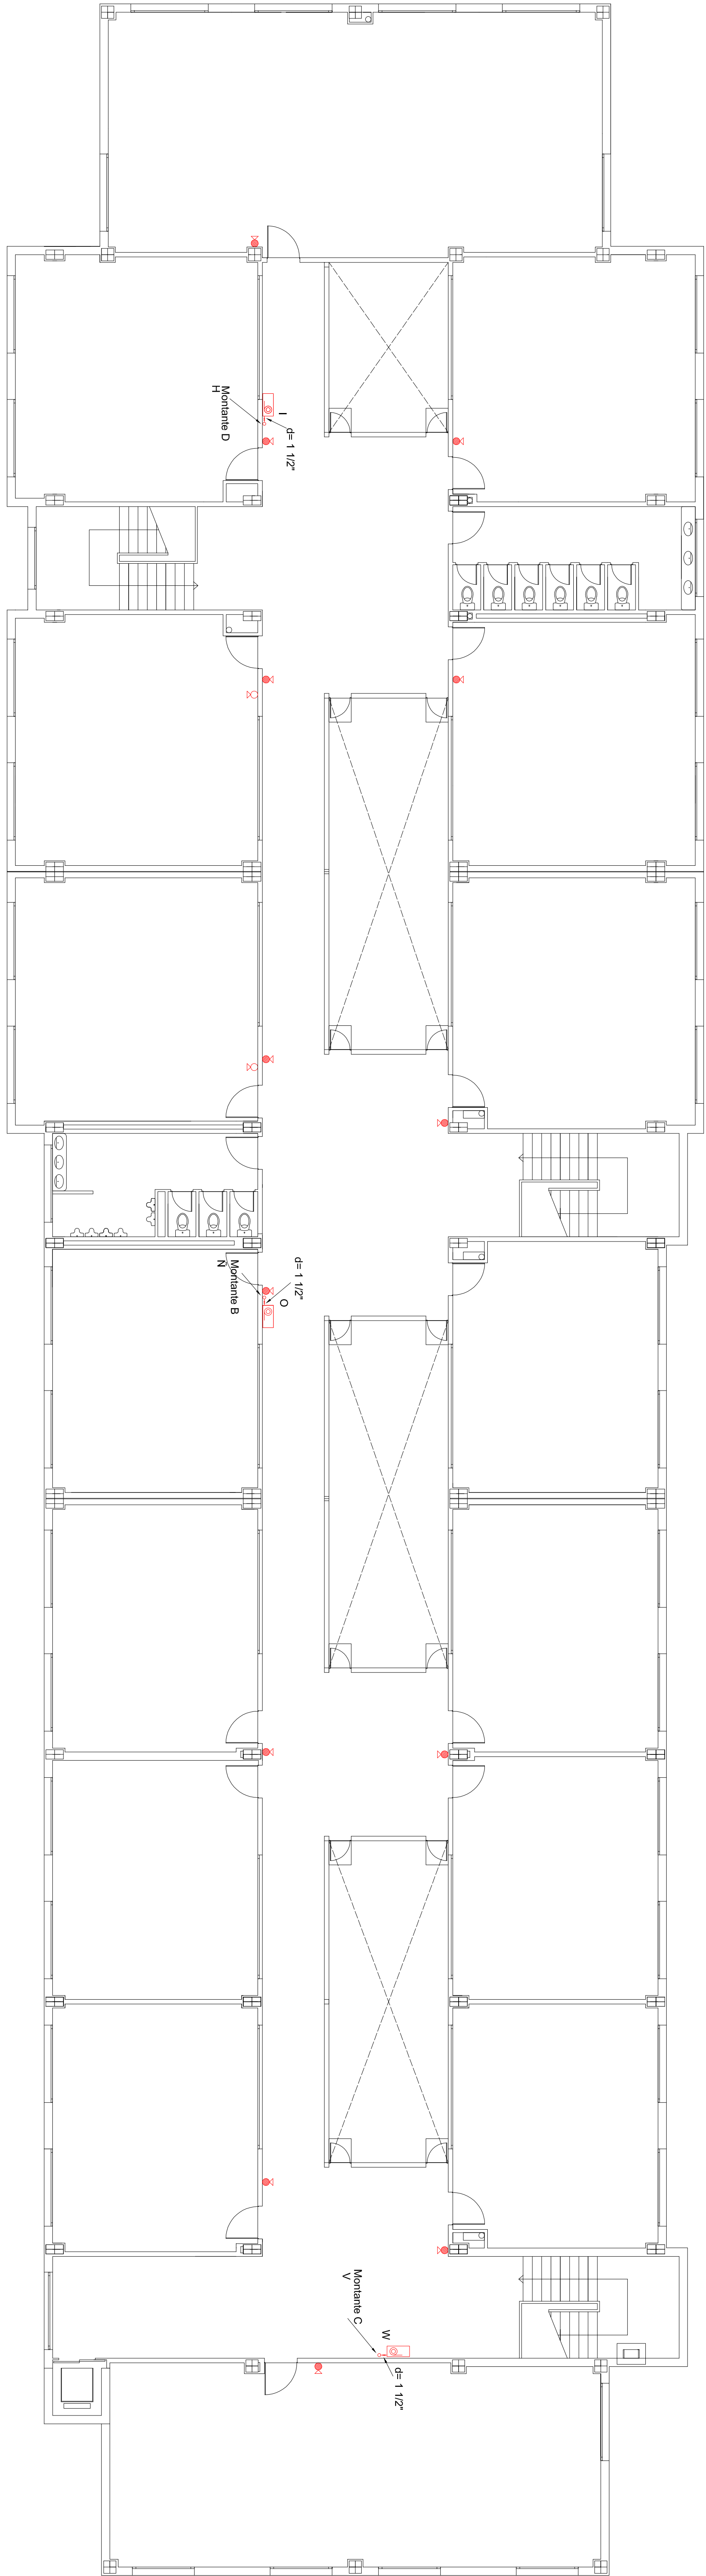 I
d= 1 1/2"
Montante D
H
d= 1 1/2"
O
Montante B
N
Montante C
V
W
d= 1 1/2"